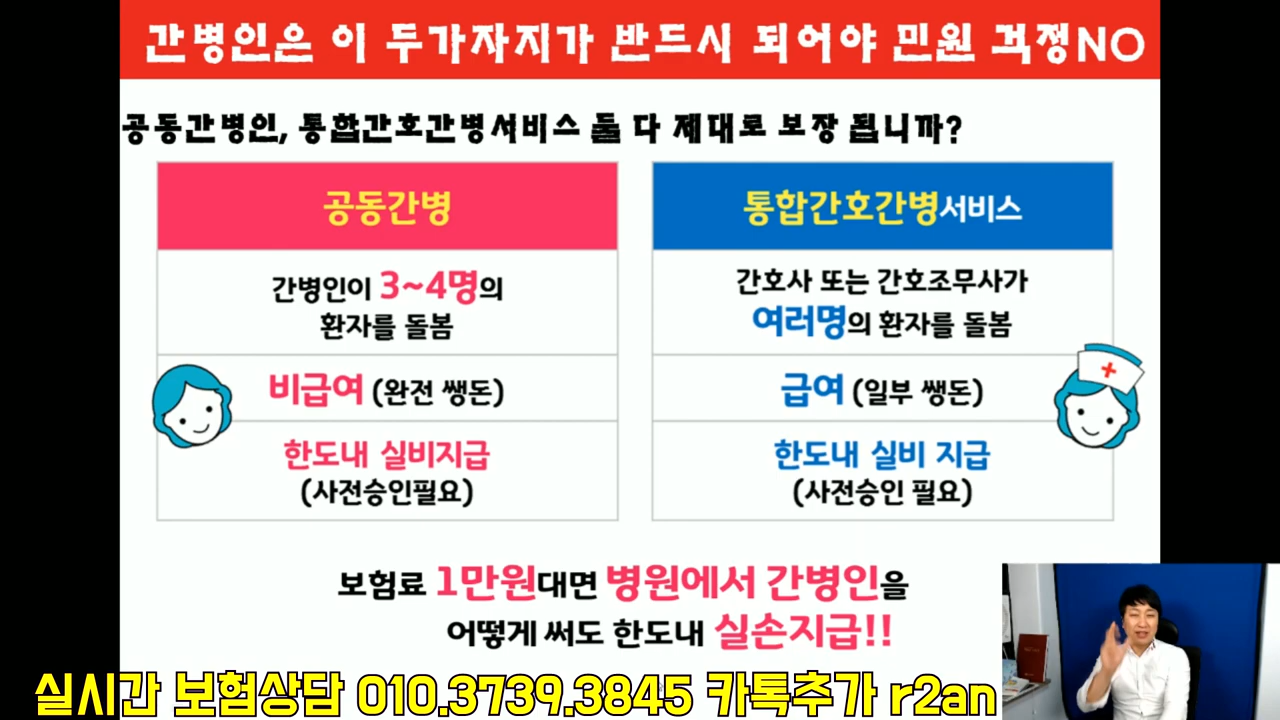 간병인은 이 두가자지가 반드시 되어야 민원 걱정NO
공동간병인, 통합간호간병서비스 둘 다 제대로 보장 됩니까?
공동간병
간병인이 3~4명의
환자를 돌봄
비급여 (완전 쌩돈)
한도내 실비지급
(사전승인필요)
통합간호간병서비스
간호사 또는 간호조무사가
여러명의 환자를 돌봄
급여 (일부 쌩돈)
한도내 실비 지급
(사전승인 필요)
보험료 1만원대면 병원에서 간병인을
어떻게 써도 한도내 실손지급!!
실시간 보험상담 010.3739.3845 카톡추가 r2an